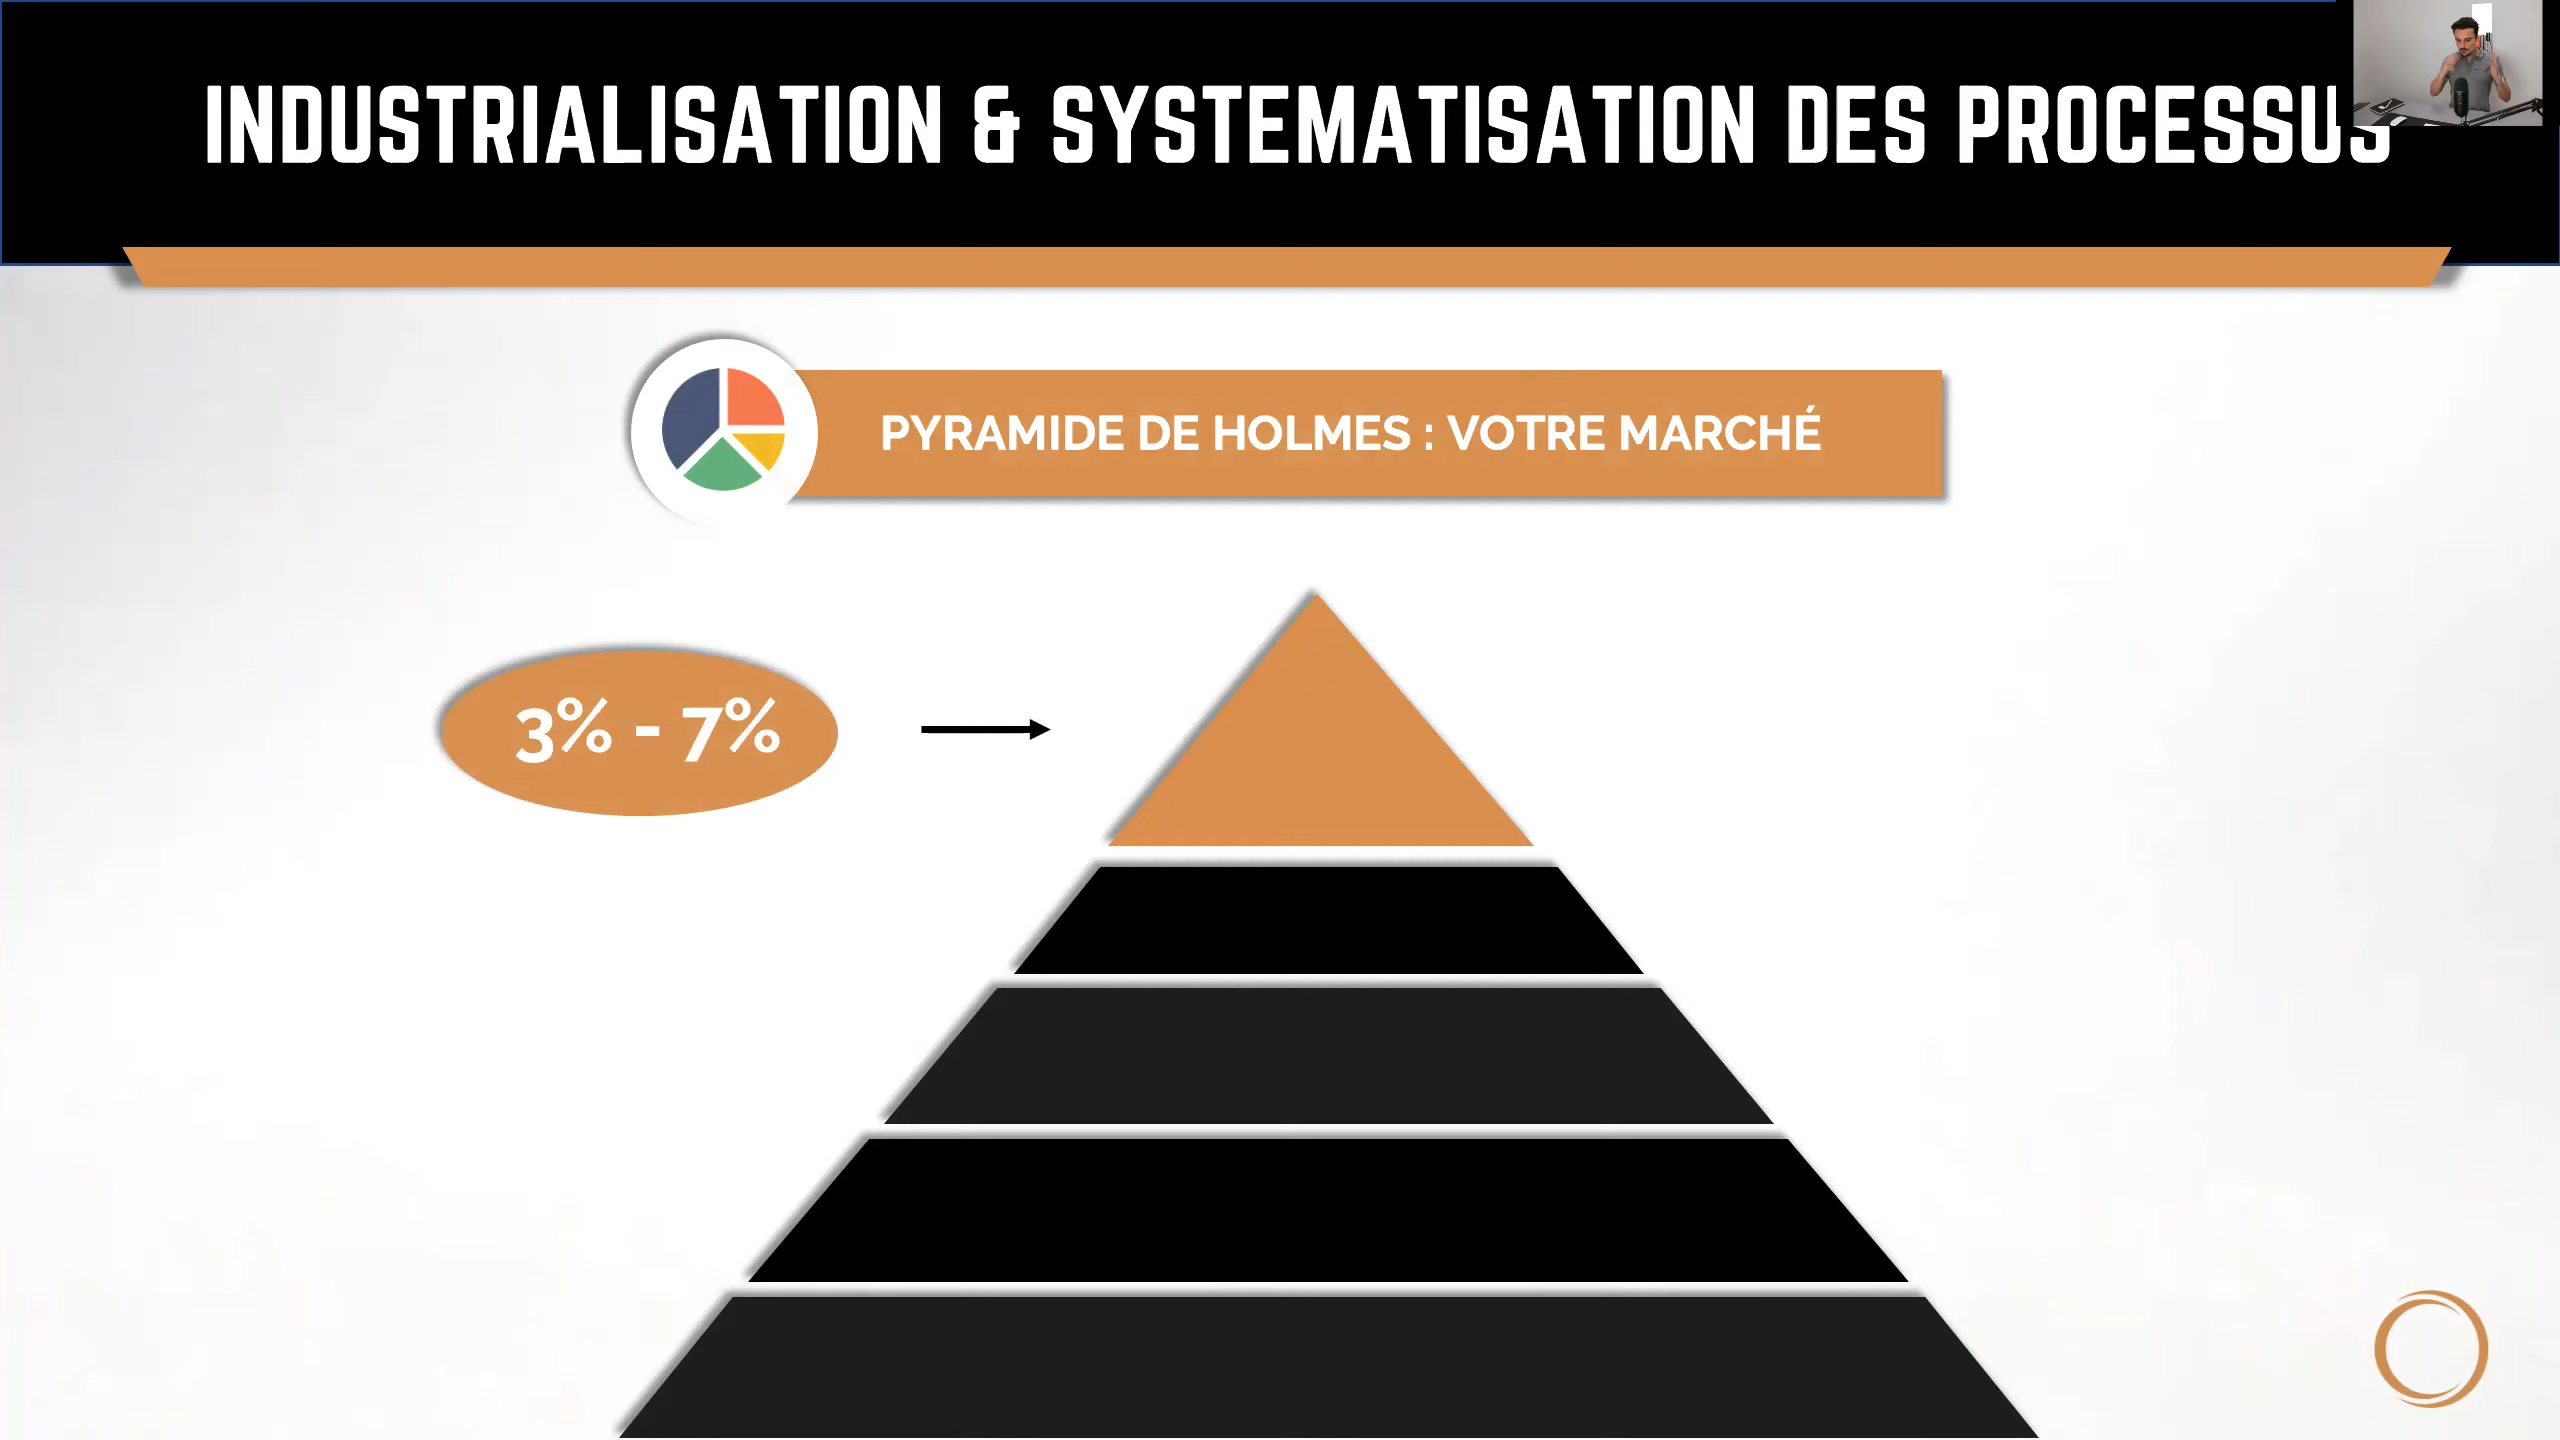 INDUSTRIALISATION & SYSTEMATISATION DES PROCESSUS
PYRAMIDE DE HOLMES : VOTRE MARCHÉ
3% - 7%